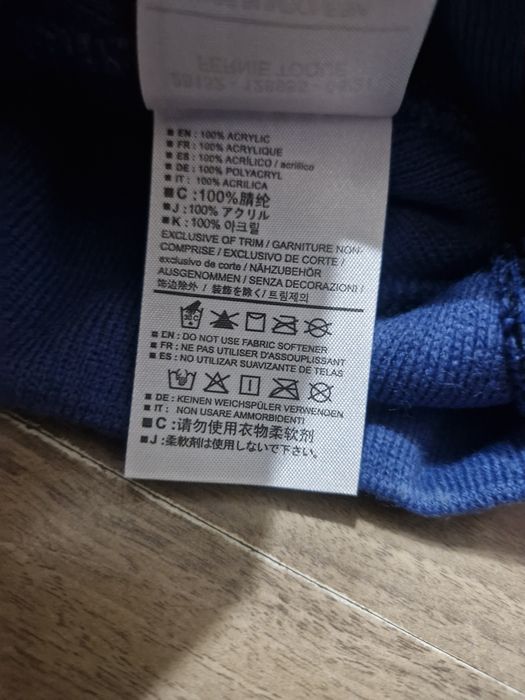 FERNIE TOQUE
■ EN : 100% ACRYLIC
■ FR : 100% ACRYLIQUE
■ ES : 100% ACRÍLICO / acrílico
■ DE : 100% POLYACRYL
■ IT : 100% ACRILICA
■ C : 100%腈纶
■ J : 100% アクリル
■ K : 100% 아크릴
EXCLUSIVE OF TRIM / GARNITURE NON-
COMPRISE / EXCLUSIVO DE CORTE /
exclusivo de corte / NÄHZUBEHÖR
AUSGENOMMEN / SENZA DECORAZIONI /
饰边除外 / 装飾を除く / 트림제외
■ EN : DO NOT USE FABRIC SOFTENER
■ FR : NE PAS UTILISER D'ASSOUPLISSANT
■ ES : NO UTILIZAR SUAVIZANTE DE TELAS
■ DE : KEINEN WEICHSPÜLER VERWENDEN
■ IT : NON USARE AMMORBIDENTI
■ C : 请勿使用衣物柔软剂
■ J : 柔軟剤は使用しないで下さい。